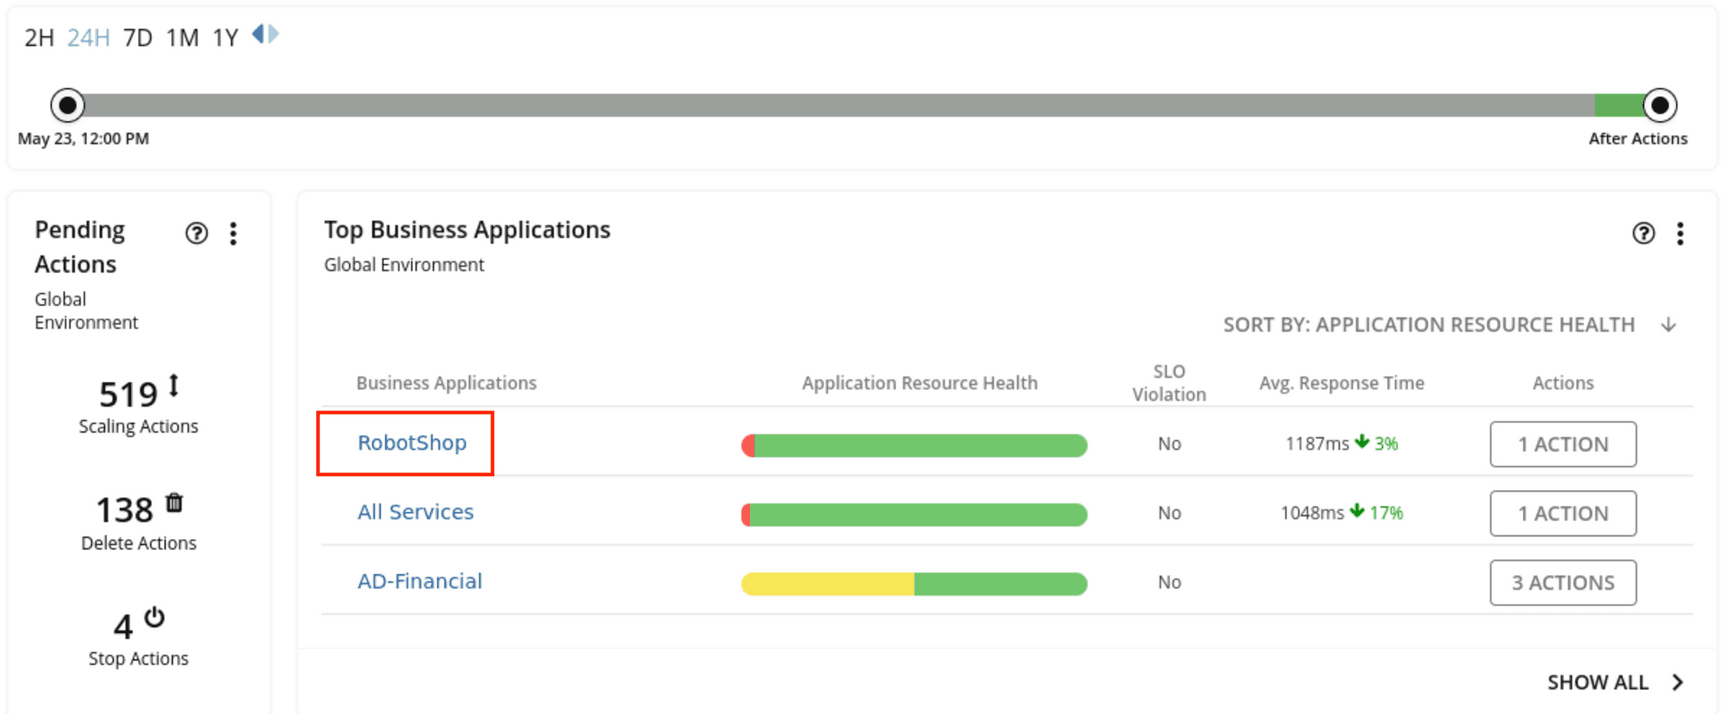 2H 24H 7D 1M 1Y
May 23, 12:00 PM
After Actions
Pending
Actions
Global
Environment
519
Scaling Actions
138
Delete Actions
4
Stop Actions
Top Business Applications
Global Environment
SORT BY: APPLICATION RESOURCE HEALTH
Business Applications Application Resource Health SLO Violation Avg. Response Time Actions
RobotShop No 1187ms 3% 1 ACTION
All Services No 1048ms 17% 1 ACTION
AD-Financial No 3 ACTIONS
SHOW ALL